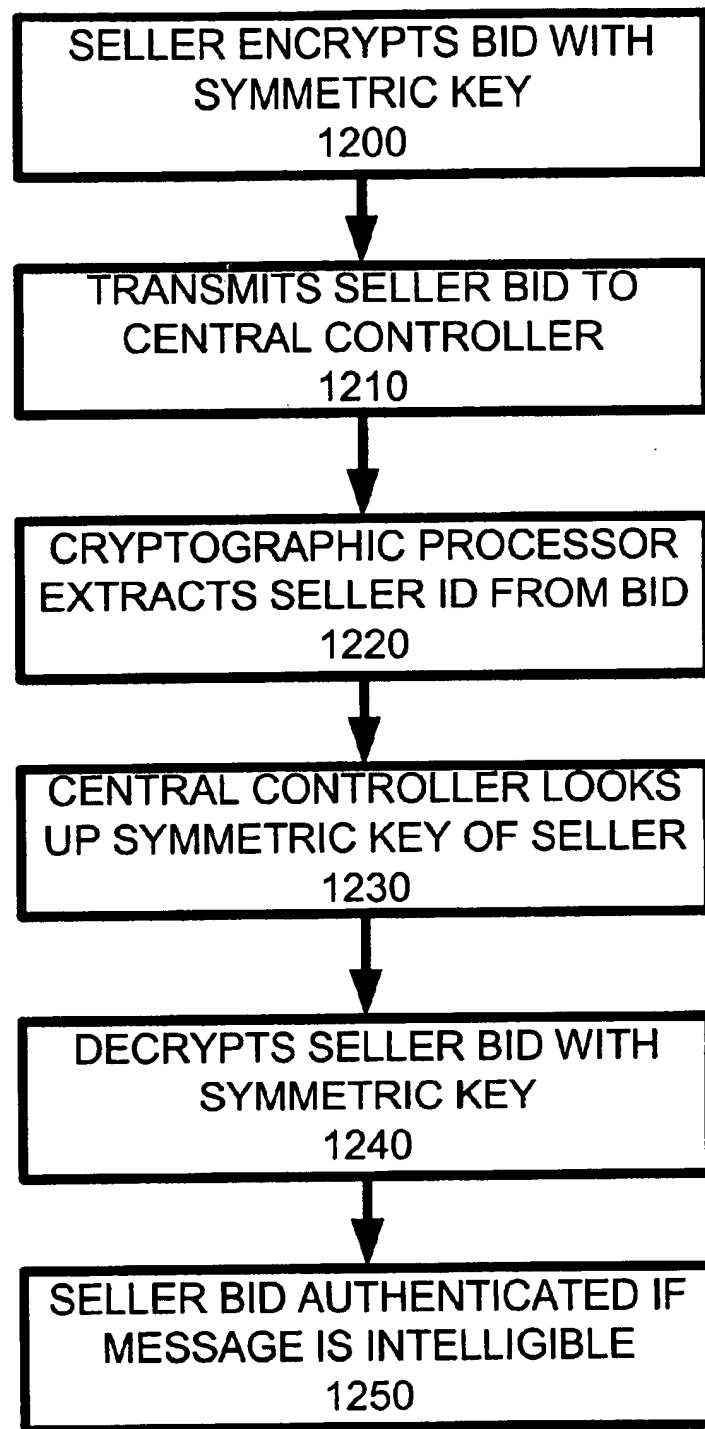 SELLER ENCRYPTS BID WITH
SYMMETRIC KEY
1200
TRANSMITS SELLER BID TO
CENTRAL CONTROLLER
1210
CRYPTOGRAPHIC PROCESSOR
EXTRACTS SELLER ID FROM BID
1220
CENTRAL CONTROLLER LOOKS
UP SYMMETRIC KEY OF SELLER
1230
DECRYPTS SELLER BID WITH
SYMMETRIC KEY
1240
SELLER BID AUTHENTICATED IF
MESSAGE IS INTELLIGIBLE
1250